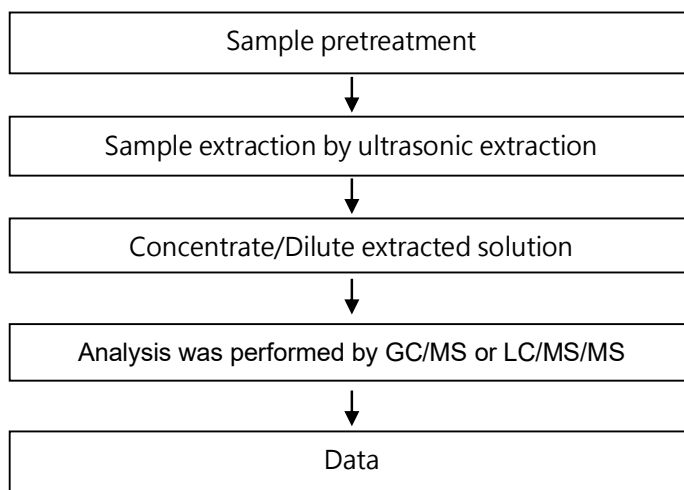 Sample pretreatment
Sample extraction by ultrasonic extraction
Concentrate/Dilute extracted solution
Analysis was performed by GC/MS or LC/MS/MS
Data